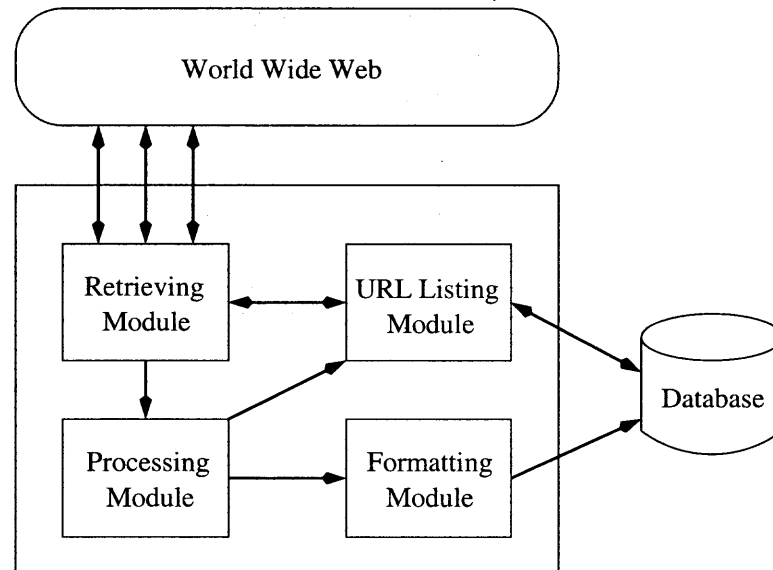 World Wide Web
Retrieving
Module
URL Listing
Module
Database
Processing
Module
Formatting
Module